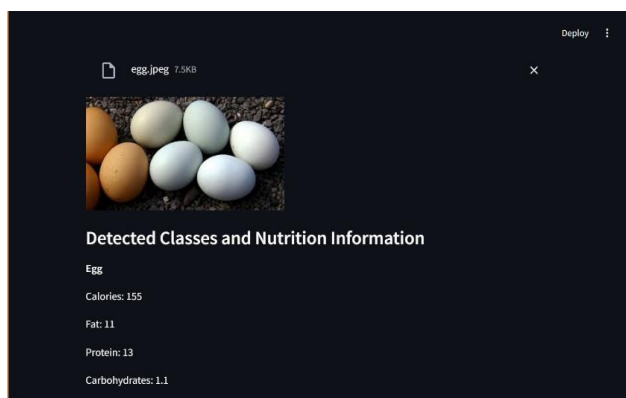 Deploy
egg.jpeg 7.5KB
Detected Classes and Nutrition Information
Egg
Calories: 155
Fat: 11
Protein: 13
Carbohydrates: 1.1